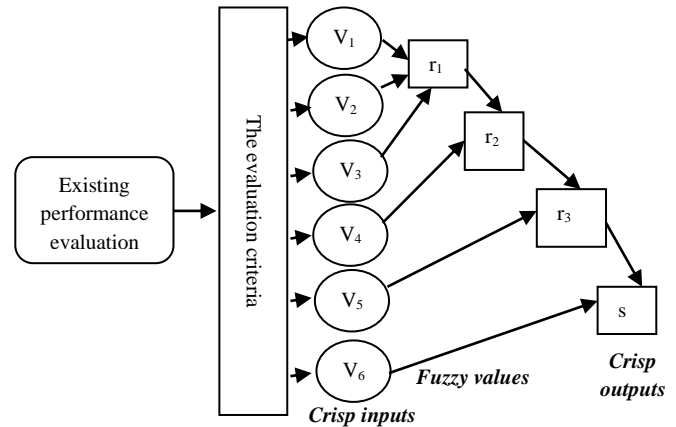 Existing
performance
evaluation
The evaluation criteria
V1
V2
V3
V4
V5
V6
r1
r2
r3
s
Crisp inputs
Fuzzy values
Crisp
outputs